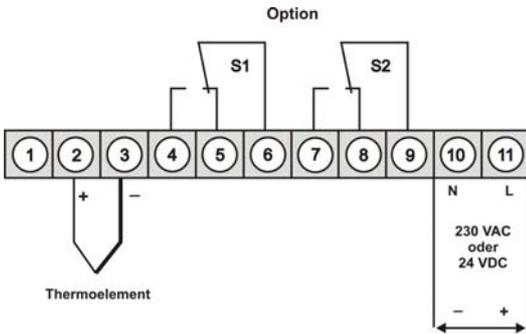 Option
S1 S2
1 2 3 4 5 6 7 8 9 10 11
+ – N L
230 VAC
oder
24 VDC
Thermoelement – +